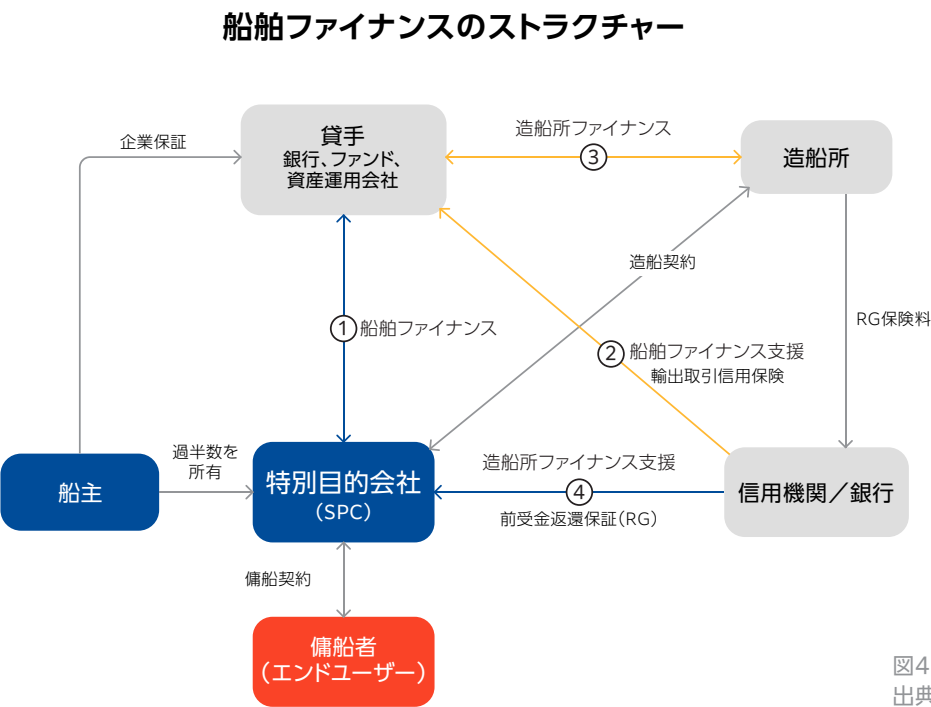 船舶ファイナンスのストラクチャー
企業保証
貸手
銀行、ファンド、
資産運用会社
造船所ファイナンス
③
造船所
造船契約
RG保険料
①船舶ファイナンス
②船舶ファイナンス支援
輸出取引信用保険
船主
過半数を
所有
特別目的会社
（SPC）
造船所ファイナンス支援
④
前受金返還保証（RG）
信用機関／銀行
傭船契約
傭船者
（エンドユーザー）
図4
出典